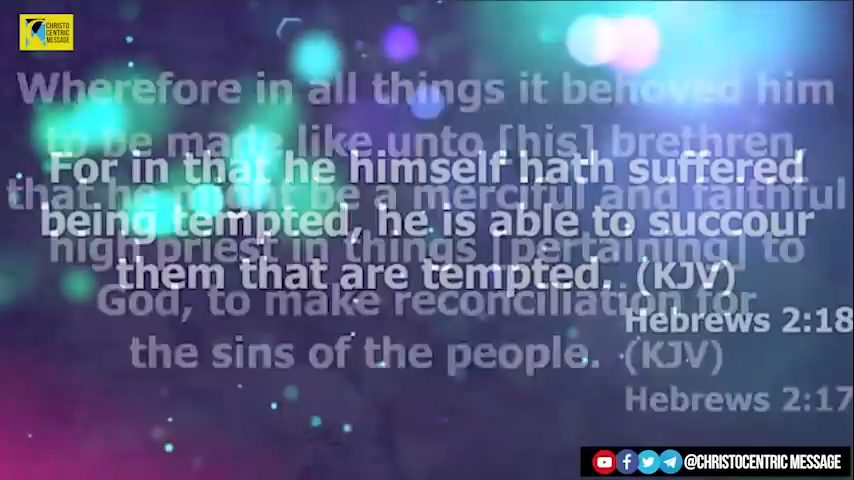 CHRISTO
CENTRIC
MESSAGE
Wherefore in all things it behoved him
to be made like unto [his] brethren,
that he might be a merciful and faithful
high priest in things [pertaining] to
God, to make reconciliation for
the sins of the people. (KJV)
Hebrews 2:17
For in that he himself hath suffered
being tempted, he is able to succour
them that are tempted. (KJV)
Hebrews 2:18
@CHRISTOCENTRIC MESSAGE